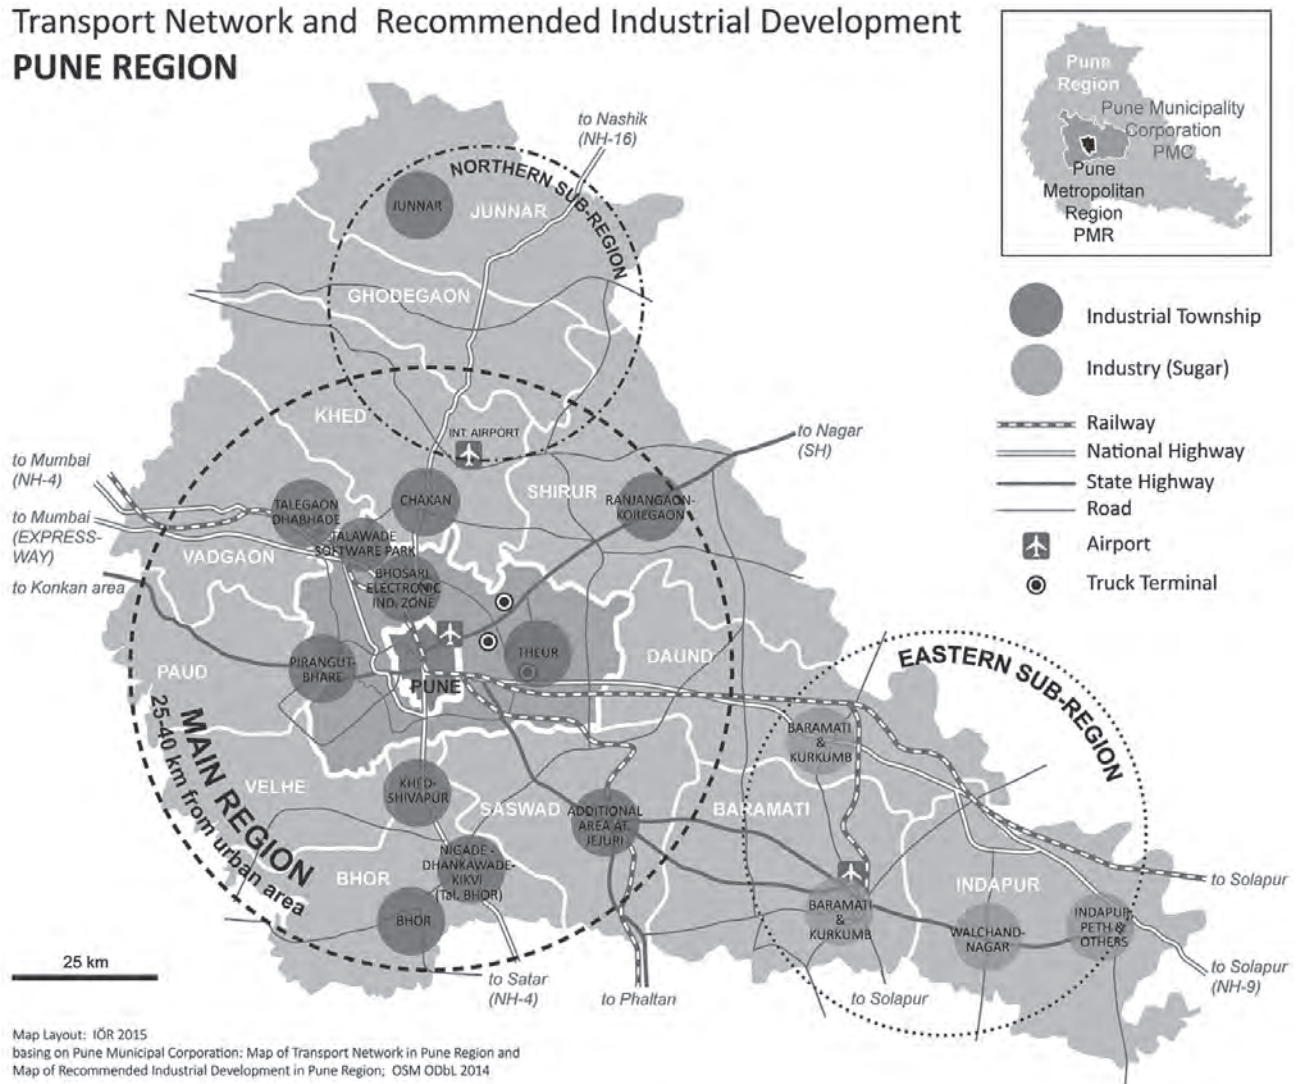 Transport Network and Recommended Industrial Development
PUNE REGION
Pune
Region
Pune Municipality
Corporation
PMC
Pune
Metropolitan
Region
PMR
Industrial Township
Industry (Sugar)
Railway
National Highway
State Highway
Road
Airport
Truck Terminal
to Nashik
(NH-16)
NORTHERN SUB-REGION
JUNNAR
JUNNAR
GHODEGAON
KHED
INT. AIRPORT
to Nagar
(SH)
to Mumbai
(NH-4)
to Mumbai
(EXPRESS-
WAY)
to Konkan area
TALEGAON
DHABHADE
CHAKAN
SHIRUR
RANJANGAON-
KOREGAON
TALAWADE
SOFTWARE PARK
VADGAON
BHOSARI
ELECTRONIC
IND. ZONE
PAUD
PIRANGUT-
BHARE
PUNE
THEUR
DAUND
EASTERN SUB-REGION
MAIN REGION
25-40 km from urban area
BARAMATI
&
KURKUMB
VELHE
KHED-
SHIVAPUR
SASWAD
ADDITIONAL
AREA AT.
JEJURI
BARAMATI
NIGADE -
DHANKAWADE-
KIKVI
(Tal. BHOR)
BHOR
BHOR
BARAMATI
&
KURKUMB
INDAPUR
WALCHAND-
NAGAR
INDAPUR,
PETH &
OTHERS
to Solapur
to Solapur
(NH-9)
25 km
to Satar
(NH-4)
to Phaltan
to Solapur
Map Layout: IÖR 2015
basing on Pune Municipal Corporation: Map of Transport Network in Pune Region and
Map of Recommended Industrial Development in Pune Region; OSM ODbL 2014